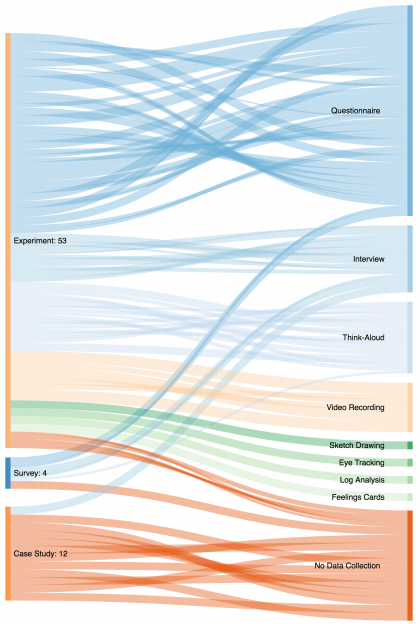 Questionnaire
Experiment: 53
Interview
Think-Aloud
Video Recording
Sketch Drawing
Eye Tracking
Survey: 4
Log Analysis
Feelings Cards
Case Study: 12
No Data Collection